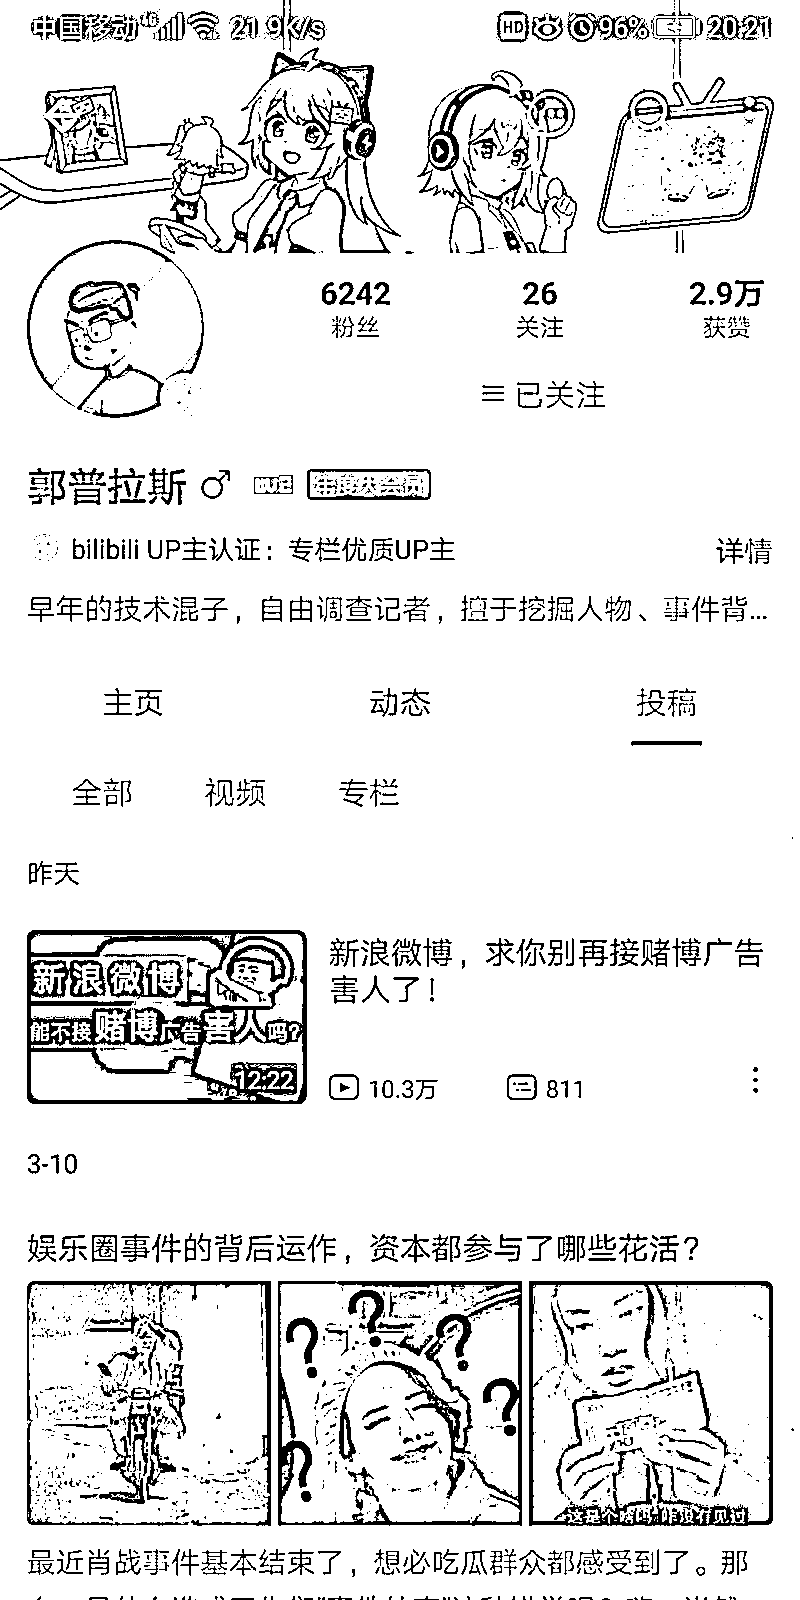 中国移动 21.9K/s HD 96% 20:21
6242 26 2.9万
粉丝 关注 获赞
已关注
郭普拉斯♂ 年度大会员
bilibili UP主认证：专栏优质UP主 详情
早年的技术混子，自由调查记者，擅于挖掘人物、事件背...
主页 动态 投稿
全部 视频 专栏
昨天
新浪微博
能不接赌博广告害人吗?
12:22
新浪微博，求你别再接赌博广告
害人了！
10.3万 811
3-10
娱乐圈事件的背后运作，资本都参与了哪些花活？
? ? ? ? ?
最近肖战事件基本结束了，想必吃瓜群众都感受到了。那